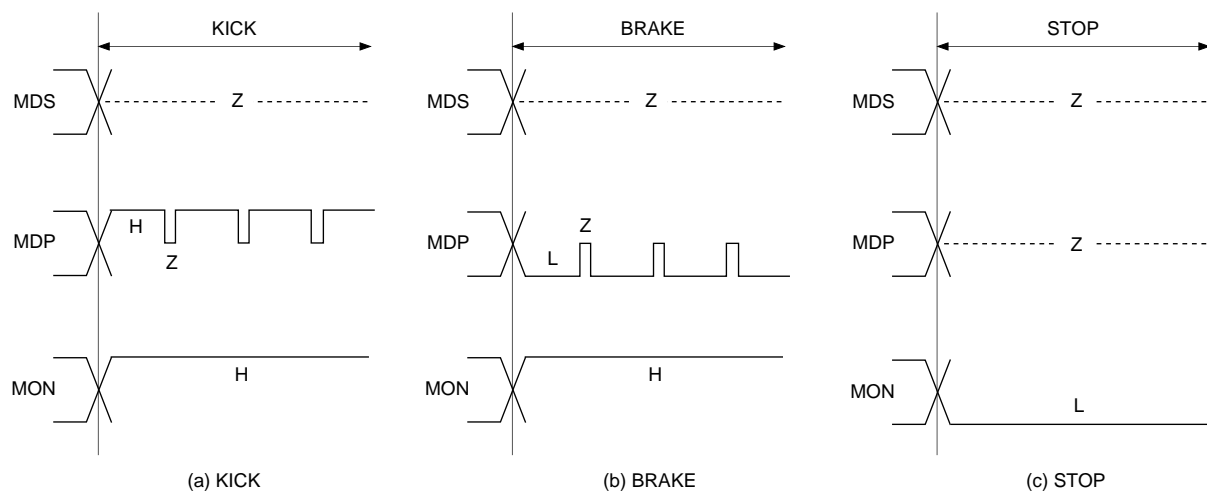 KICK
MDS
Z
MDP
H
Z
MON
H
(a) KICK
BRAKE
MDS
Z
MDP
Z
L
MON
H
(b) BRAKE
STOP
MDS
Z
MDP
Z
MON
L
(c) STOP